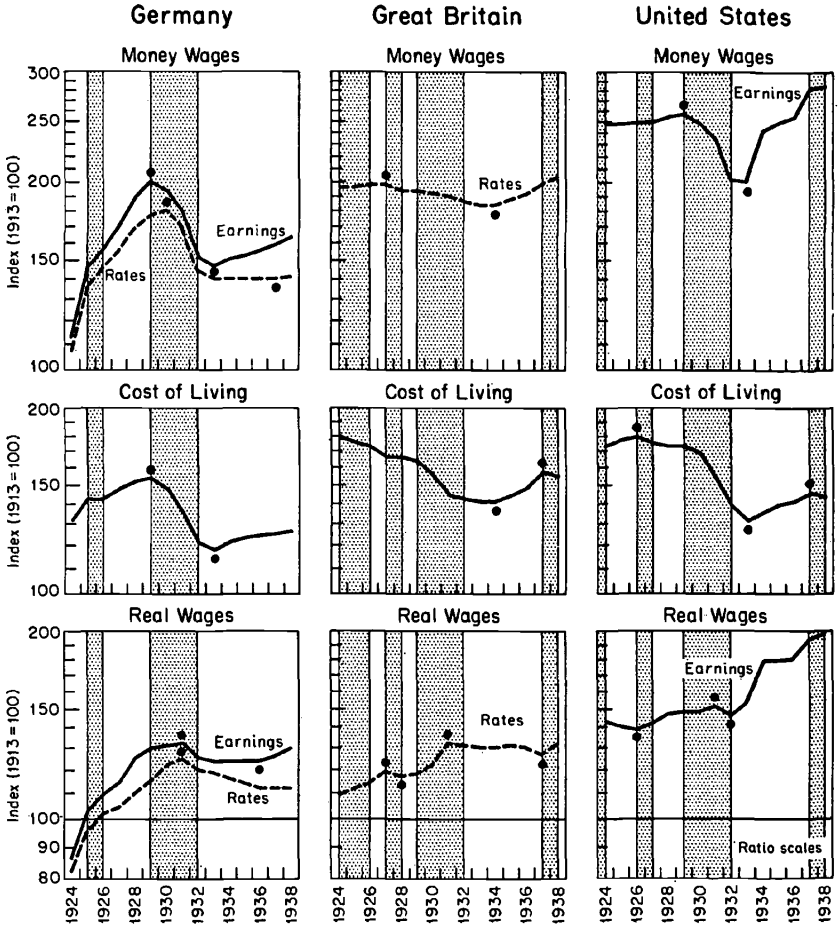 Germany
Great Britain
United States
Money Wages
Money Wages
Money Wages
300
250
200
150
100
Index (1913=100)
Earnings
Rates
Rates
Earnings
Cost of Living
Cost of Living
Cost of Living
200
150
100
Index (1913=100)
Real Wages
Real Wages
Real Wages
200
150
100
90
80
Index (1913=100)
Earnings
Rates
Rates
Earnings
Ratio scales
1924 1926 1928 1930 1932 1934 1936 1938
1924 1926 1928 1930 1932 1934 1936 1938
1924 1926 1928 1930 1932 1934 1936 1938